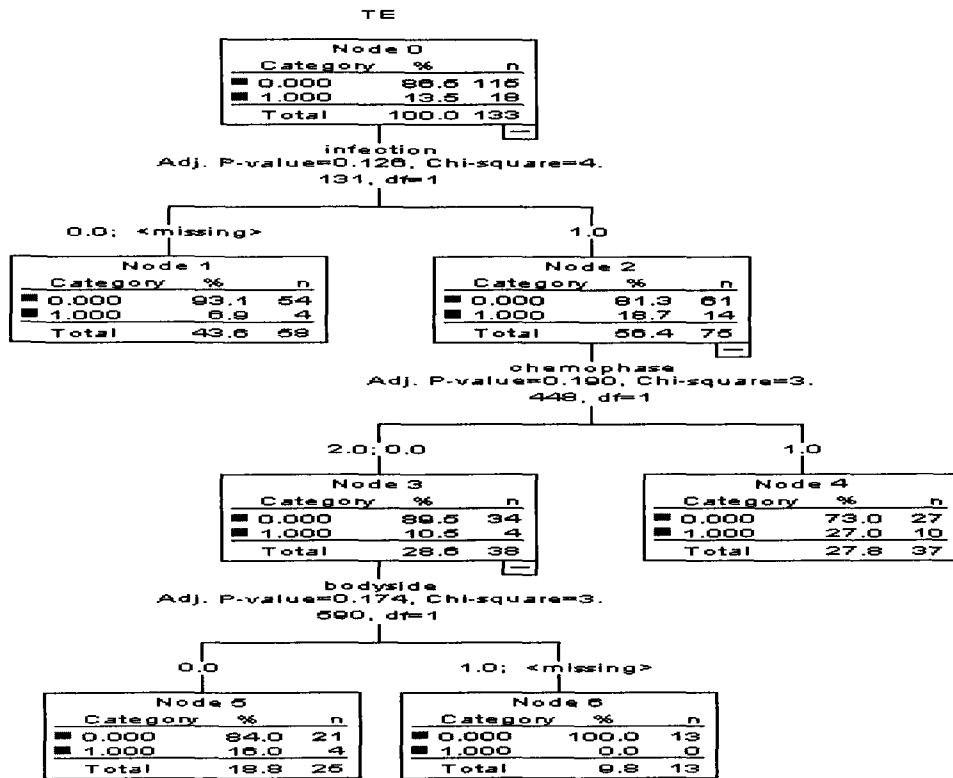 TE
Node 0
Category % n
0.000 86.5 115
1.000 13.5 18
Total 100.0 133
infection
Adj. P-value=0.126, Chi-square=4.
131, df=1
0.0; <missing> 1.0
Node 1
Category % n
0.000 93.1 54
1.000 6.9 4
Total 43.6 58
Node 2
Category % n
0.000 81.3 61
1.000 18.7 14
Total 56.4 75
chemophase
Adj. P-value=0.190, Chi-square=3.
448, df=1
2.0; 0.0 1.0
Node 3
Category % n
0.000 89.5 34
1.000 10.5 4
Total 28.6 38
Node 4
Category % n
0.000 73.0 27
1.000 27.0 10
Total 27.8 37
bodyside
Adj. P-value=0.174, Chi-square=3.
590, df=1
0.0 1.0; <missing>
Node 5
Category % n
0.000 84.0 21
1.000 16.0 4
Total 18.8 25
Node 6
Category % n
0.000 100.0 13
1.000 0.0 0
Total 9.8 13